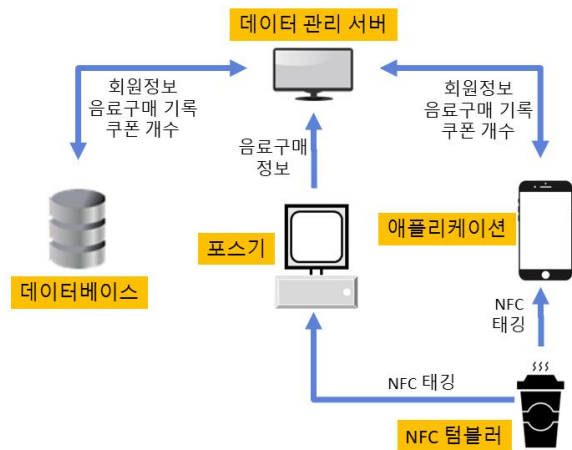 데이터 관리 서버
회원정보
음료구매 기록
쿠폰 개수
회원정보
음료구매 기록
쿠폰 개수
음료구매
정보
포스기
애플리케이션
데이터베이스
NFC
태깅
NFC 태깅
NFC 텀블러